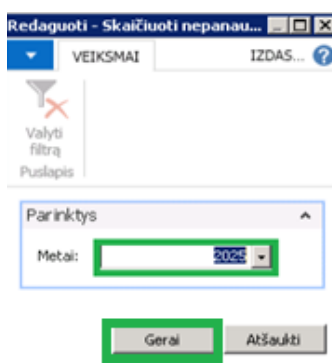 Redaguoti - Skaičiuoti nepanau...
VEIKSMAI IZDAS...
Valyti
filtrą
Puslapis
Parinktys
Metai: 2025
Gerai Atšaukti